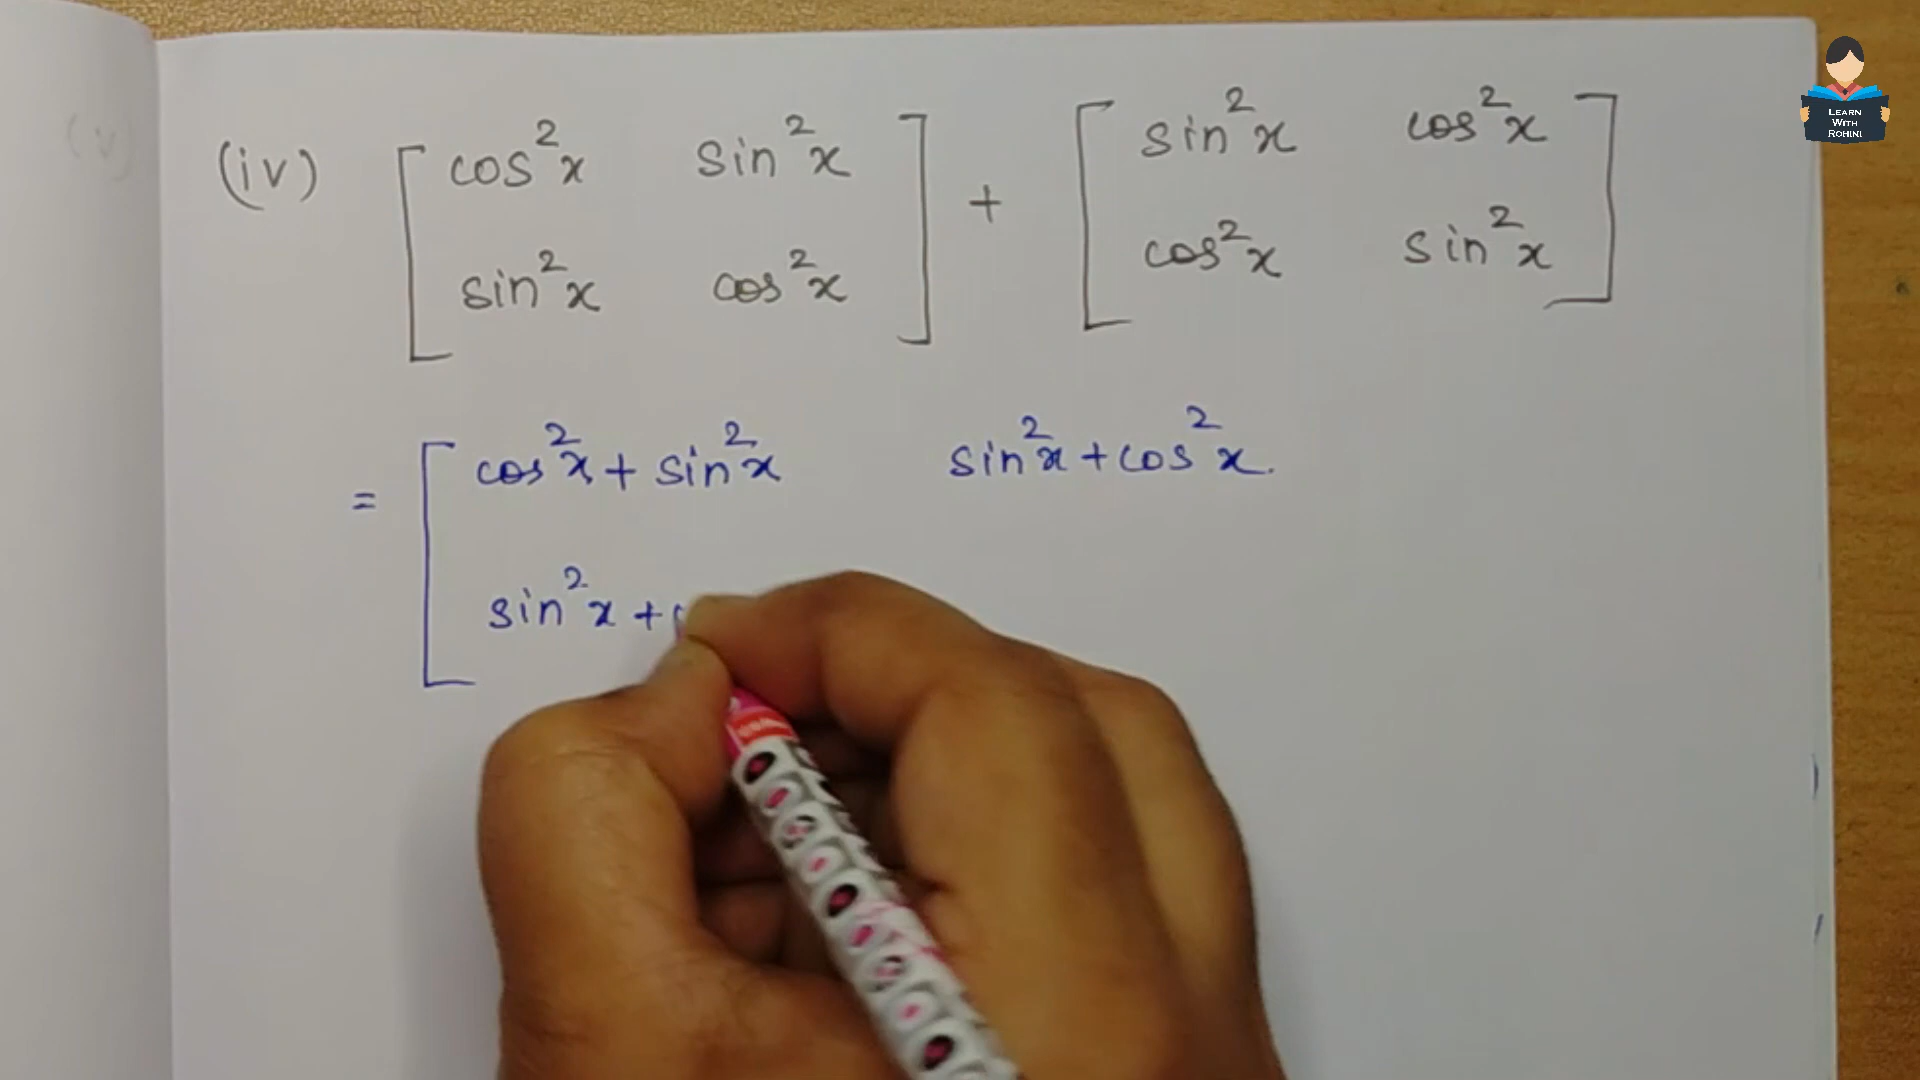 (iv) [ cos²x sin²x ] + [ sin²x cos²x ]
[ sin²x cos²x ] [ cos²x sin²x ]
= [ cos²x + sin²x sin²x + cos²x.
sin²x +
LEARN
WITH
ROHINI
(v)